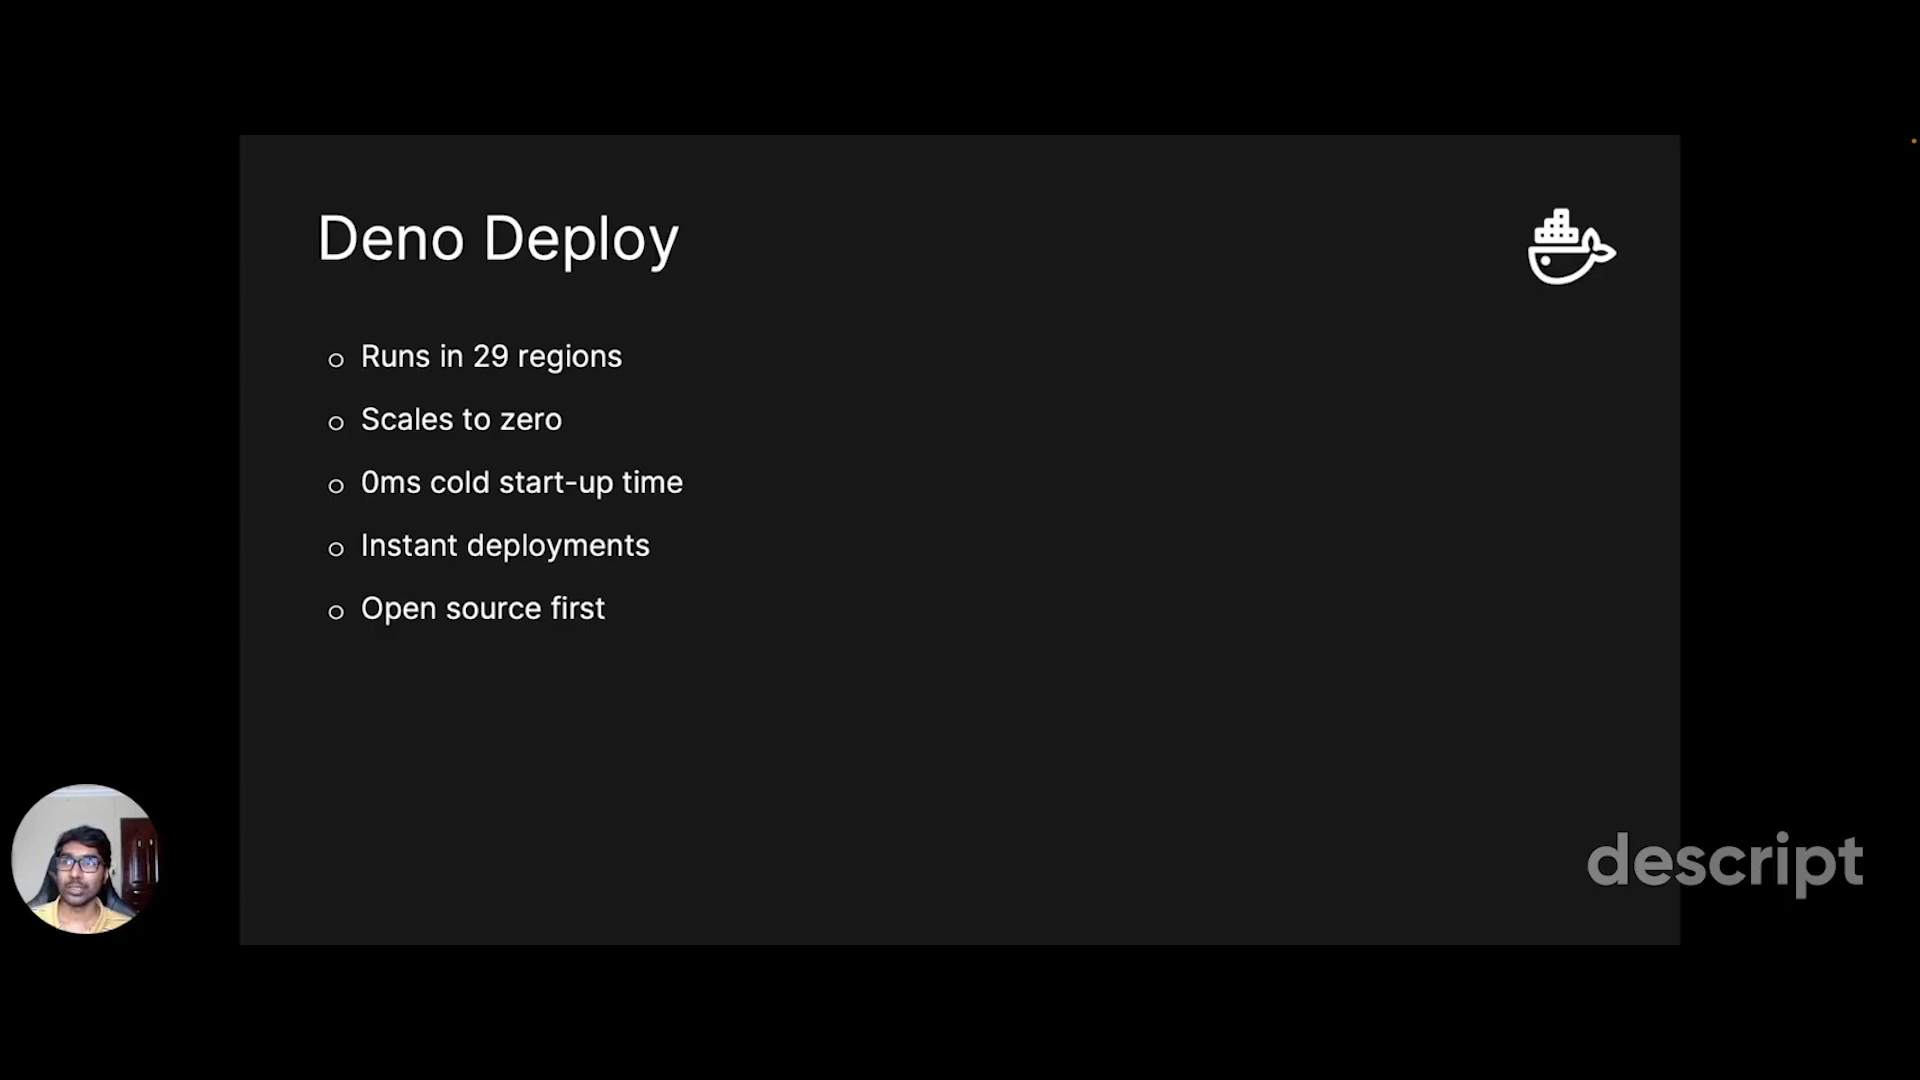 Deno Deploy
Runs in 29 regions
Scales to zero
0ms cold start-up time
Instant deployments
Open source first
descript